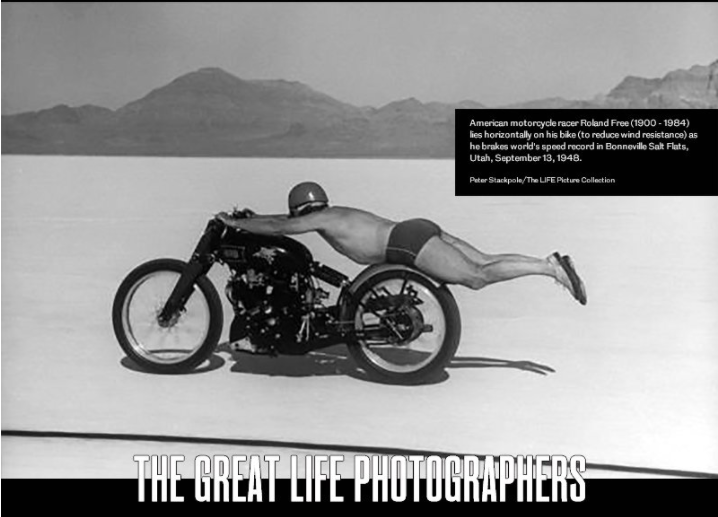 American motorcycle racer Roland Free (1900 - 1984)
lies horizontally on his bike (to reduce wind resistance) as
he brakes world's speed record in Bonneville Salt Flats,
Utah, September 13, 1948.
Peter Stackpole/The LIFE Picture Collection
THE GREAT LIFE PHOTOGRAPHERS